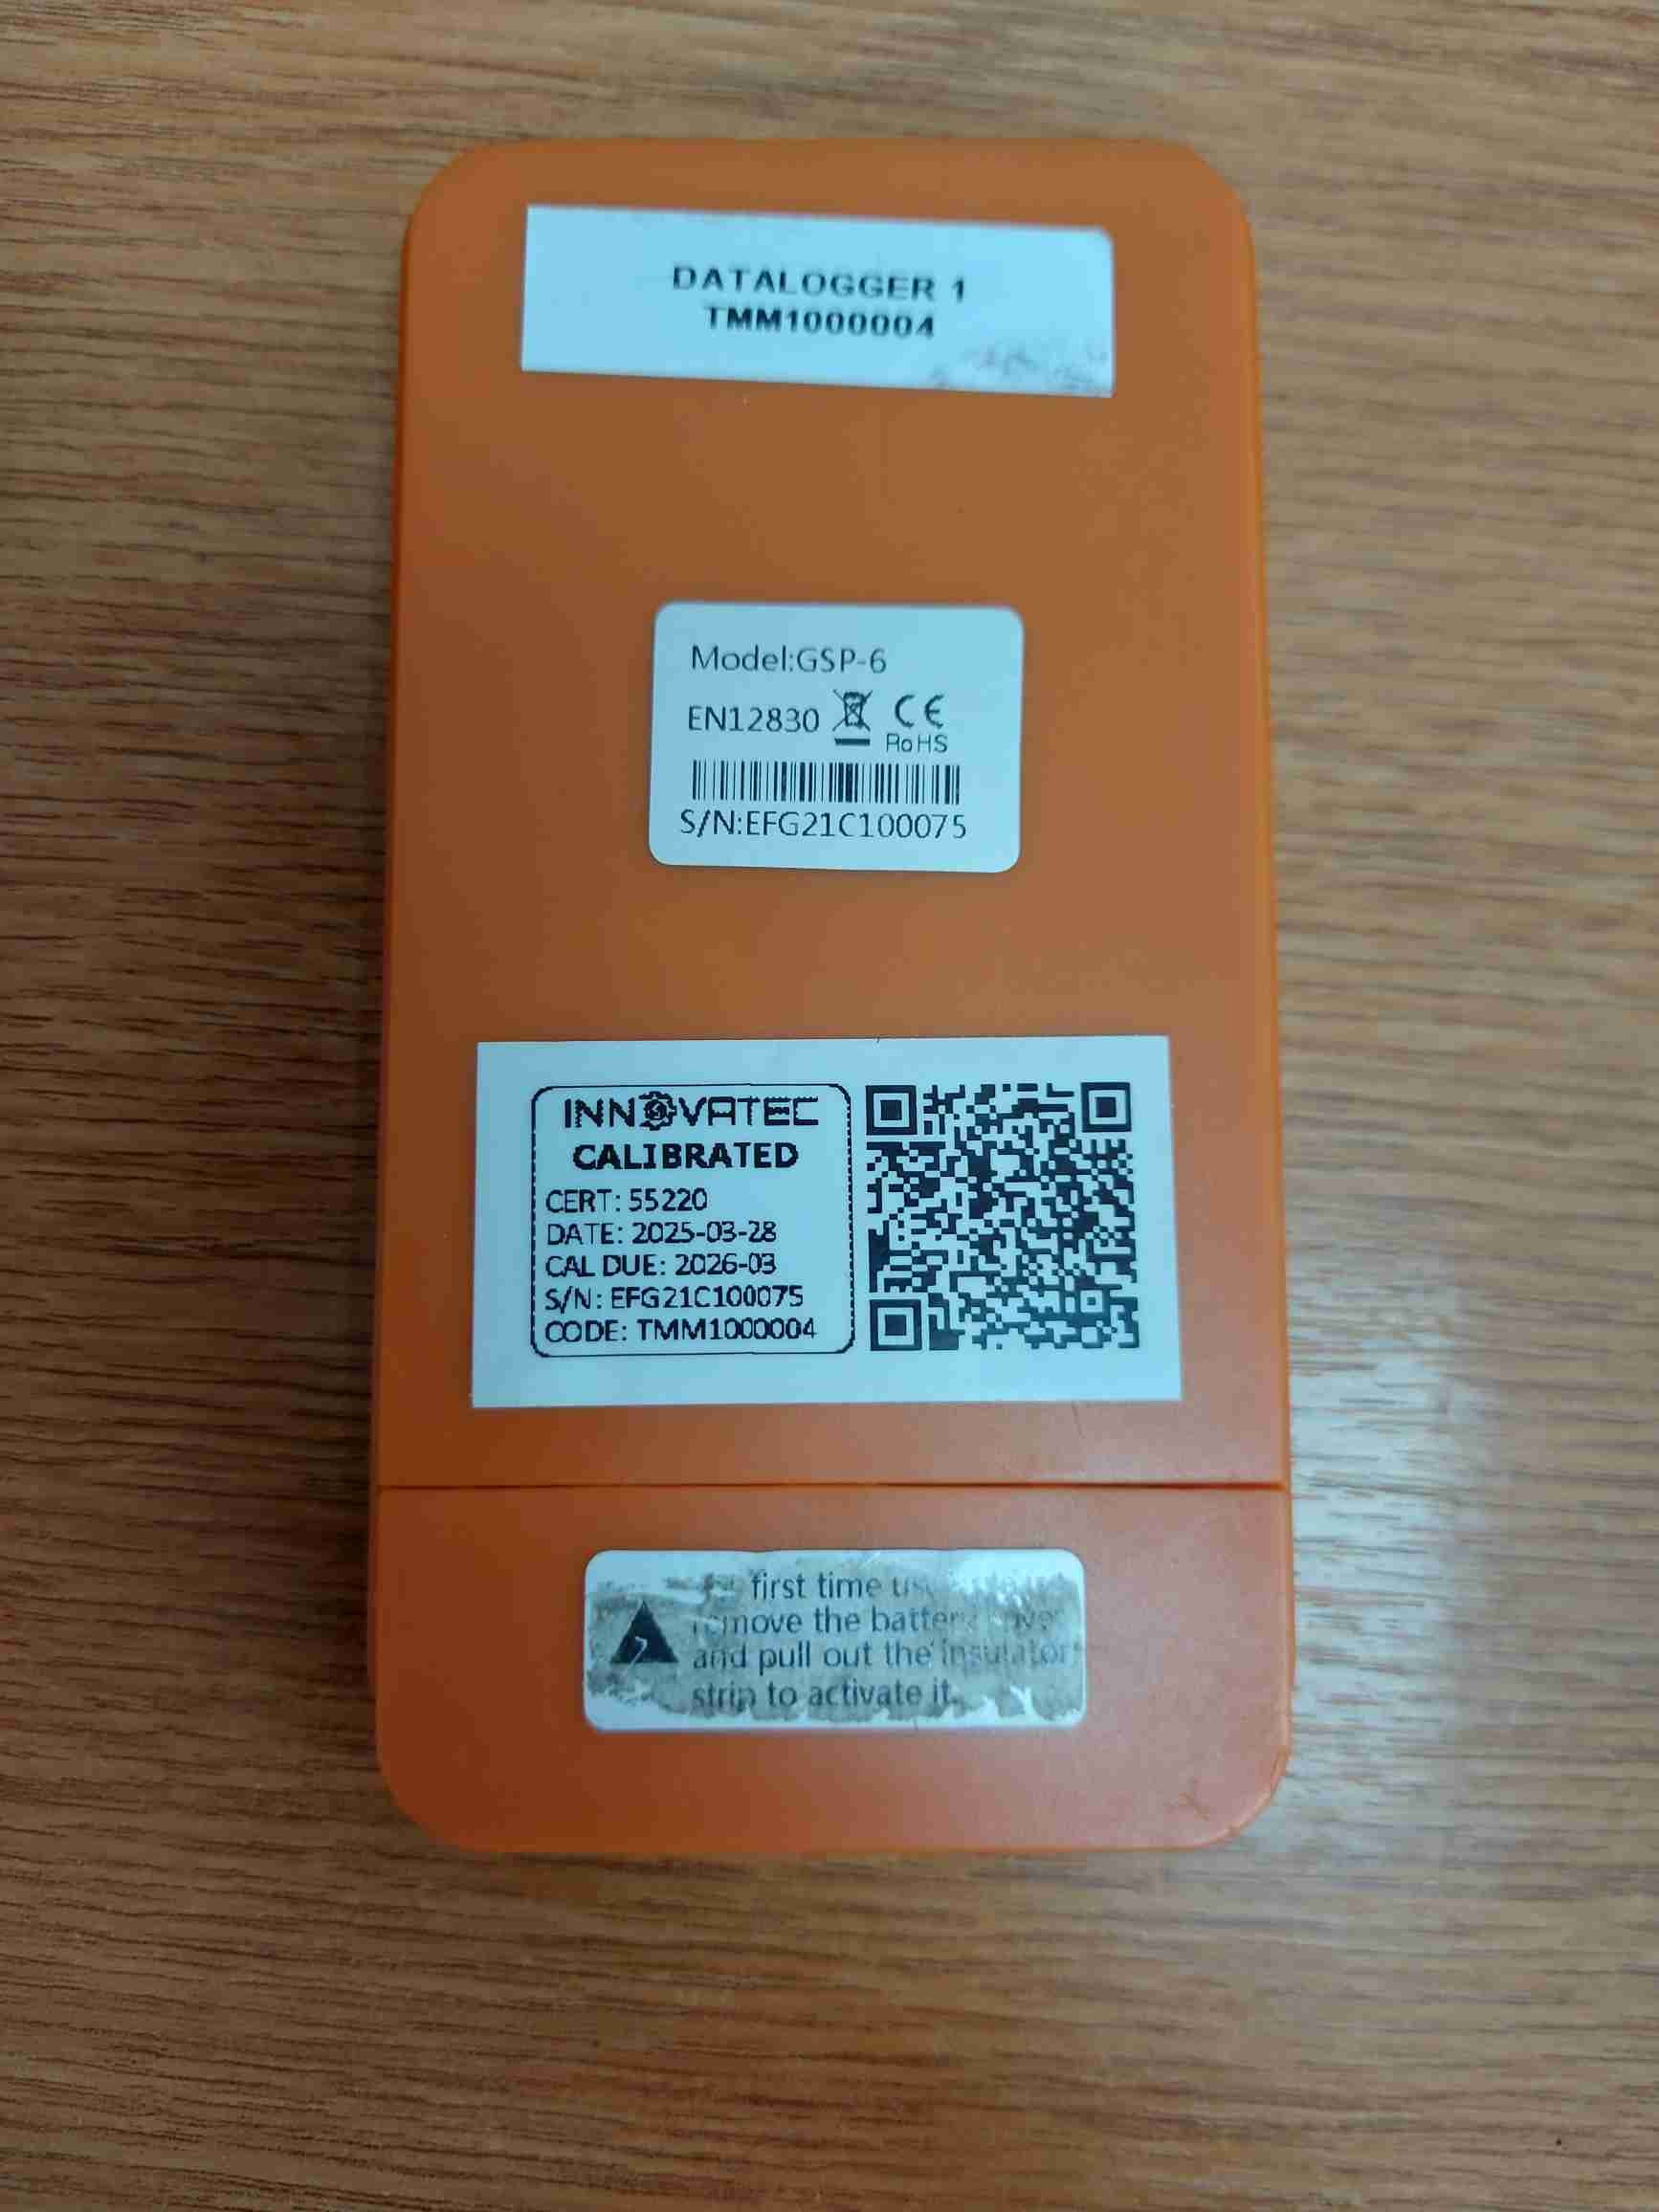 DATALOGGER 1
TMM1000004
Model:GSP-6
EN12830 CE
RoHS
S/N:EFG21C100075
INNOVATEC
CALIBRATED
CERT: 55220
DATE: 2025-03-28
CAL DUE: 2026-03
S/N: EFG21C100075
CODE: TMM1000004
first time
remove the battery
and pull out the insulator
strip to activate it.